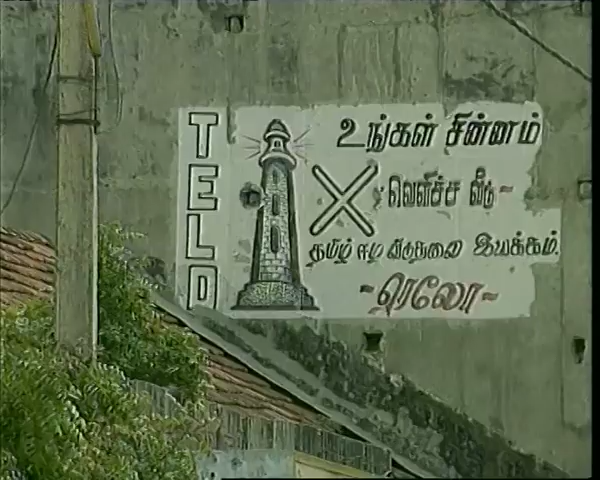 TELO
உங்கள் சின்னம்
X வெளிச்ச வீடு -
தமிழ் ஈழ விடுதலை இயக்கம்.
- ரெலோ -